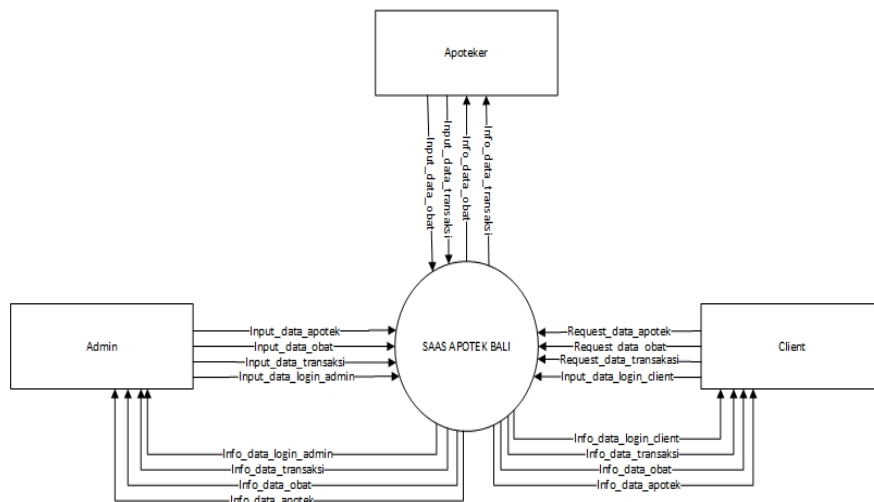 Apoteker
Input_data_obat
Input_data_transaksi
Info_data_obat
Info_data_transaksi
Admin
Input_data_apotek
Input_data_obat
Input_data_transaksi
Input_data_login_admin
SAAS APOTEK BALI
Request_data_apotek
Request data obat
Request_data_transakasi
Input_data_login_client
Client
Info_data_login_admin
Info_data_transaksi
Info_data_obat
Info_data_apotek
Info_data_login_client
Info_data_transaksi
Info_data_obat
Info_data_apotek